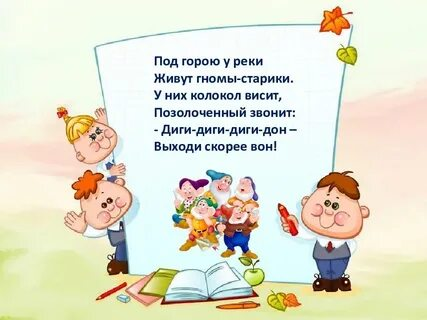 Под горою у реки
Живут гномы-старики.
У них колокол висит,
Позолоченный звонит:
- Диги-диги-диги-дон –
Выходи скорее вон!